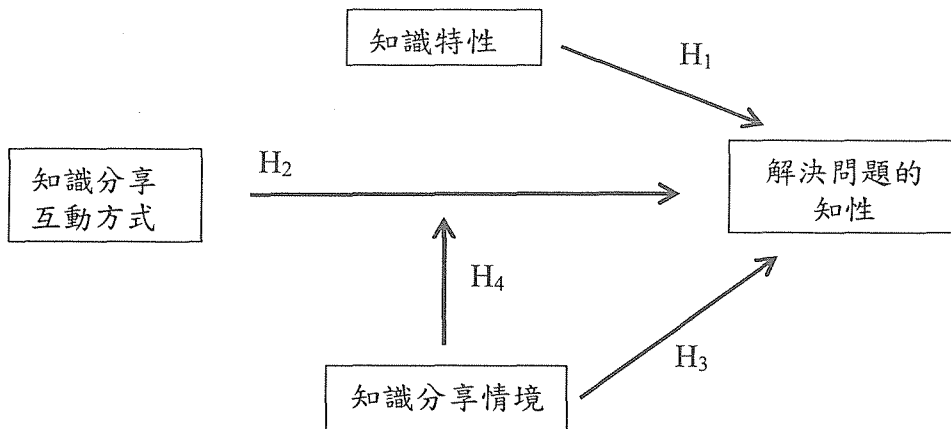 知識特性
H₁
知識分享
互動方式
H₂
解決問題的
知性
H₄
H₃
知識分享情境